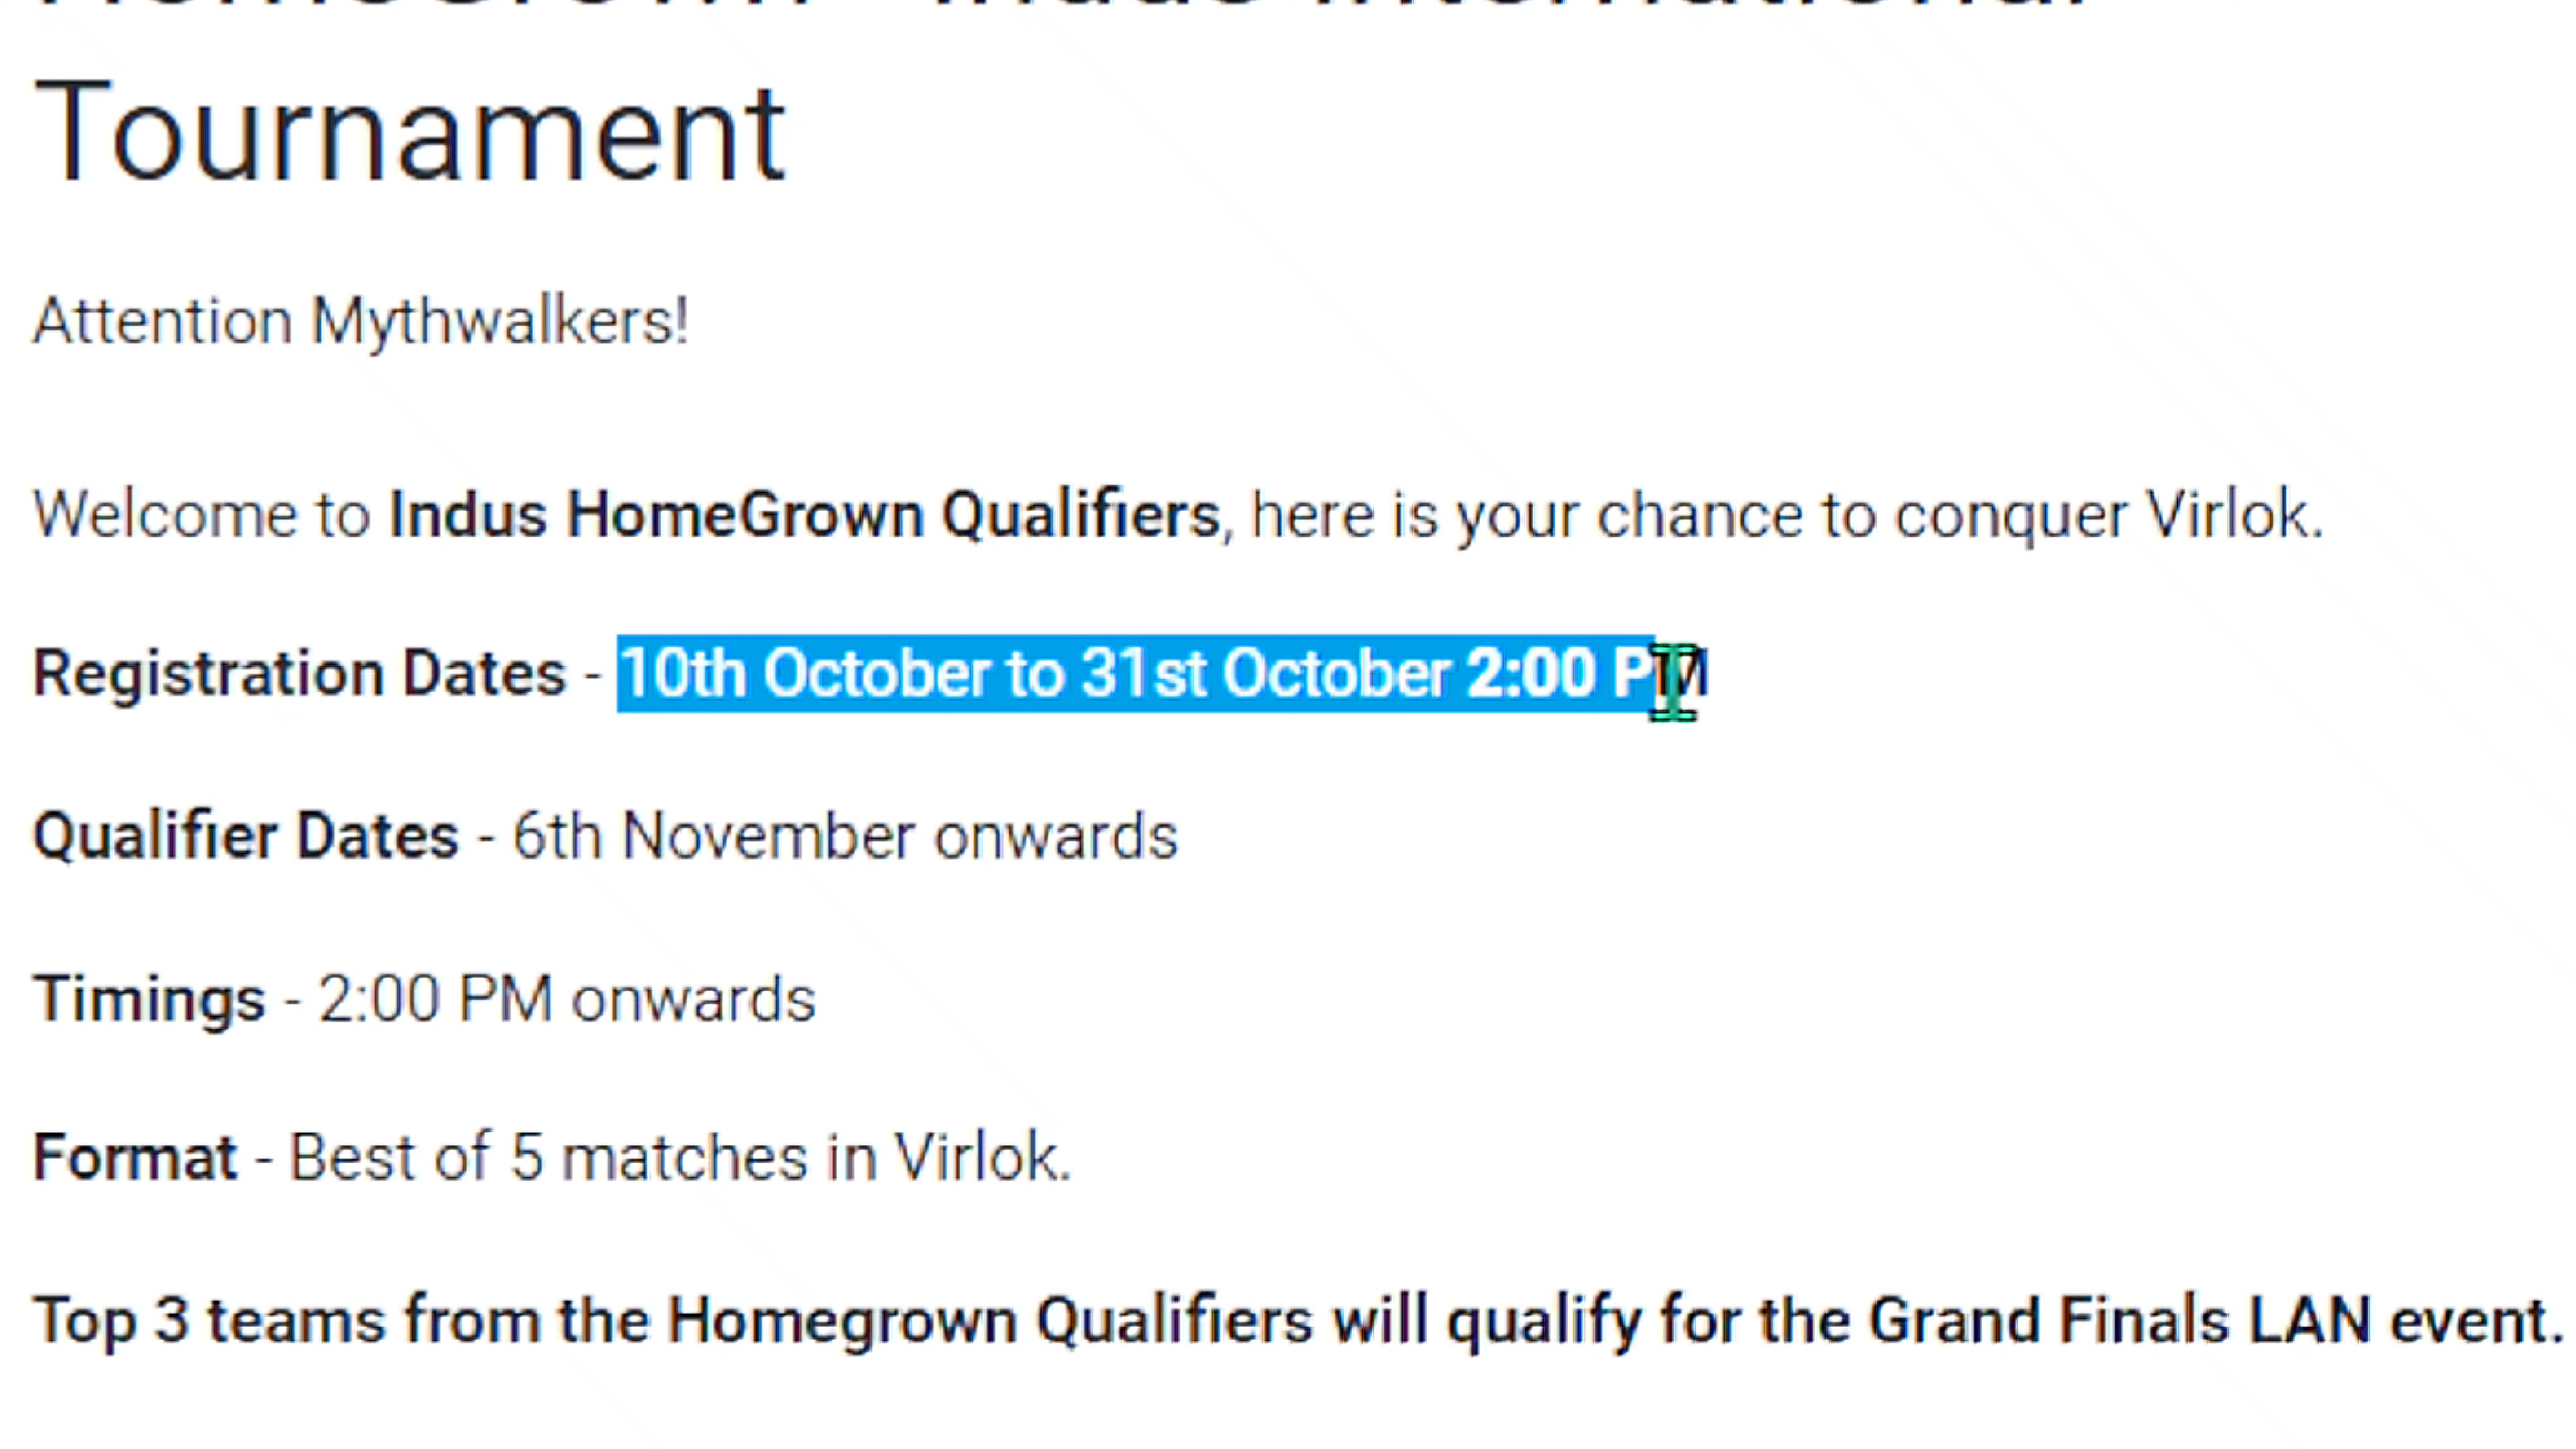 HomeGrown - Indus International
Tournament
Attention Mythwalkers!
Welcome to Indus HomeGrown Qualifiers, here is your chance to conquer Virlok.
Registration Dates - 10th October to 31st October 2:00 PM
Qualifier Dates - 6th November onwards
Timings - 2:00 PM onwards
Format - Best of 5 matches in Virlok.
Top 3 teams from the Homegrown Qualifiers will qualify for the Grand Finals LAN event.